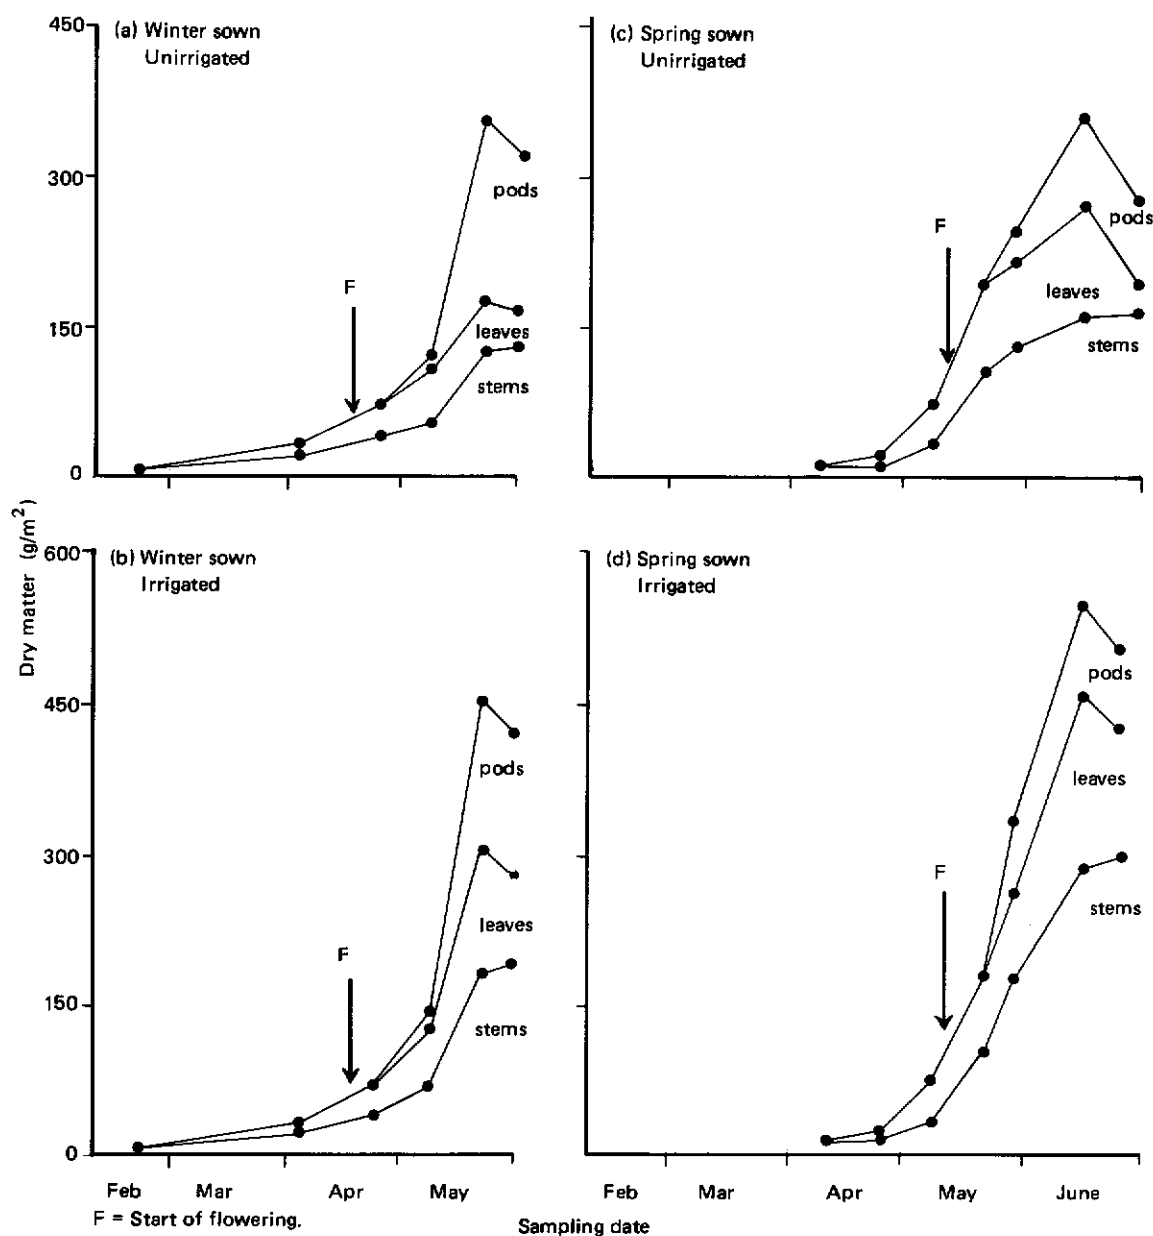 450
(a) Winter sown
Unirrigated
300
pods
F
150
leaves
stems
0
(c) Spring sown
Unirrigated
F
pods
leaves
stems
Dry matter (g/m²)
600
(b) Winter sown
Irrigated
450
pods
300
leaves
F
150
stems
0
Feb Mar Apr May
(d) Spring sown
Irrigated
pods
leaves
F
stems
Feb Mar Apr May June
F = Start of flowering.
Sampling date